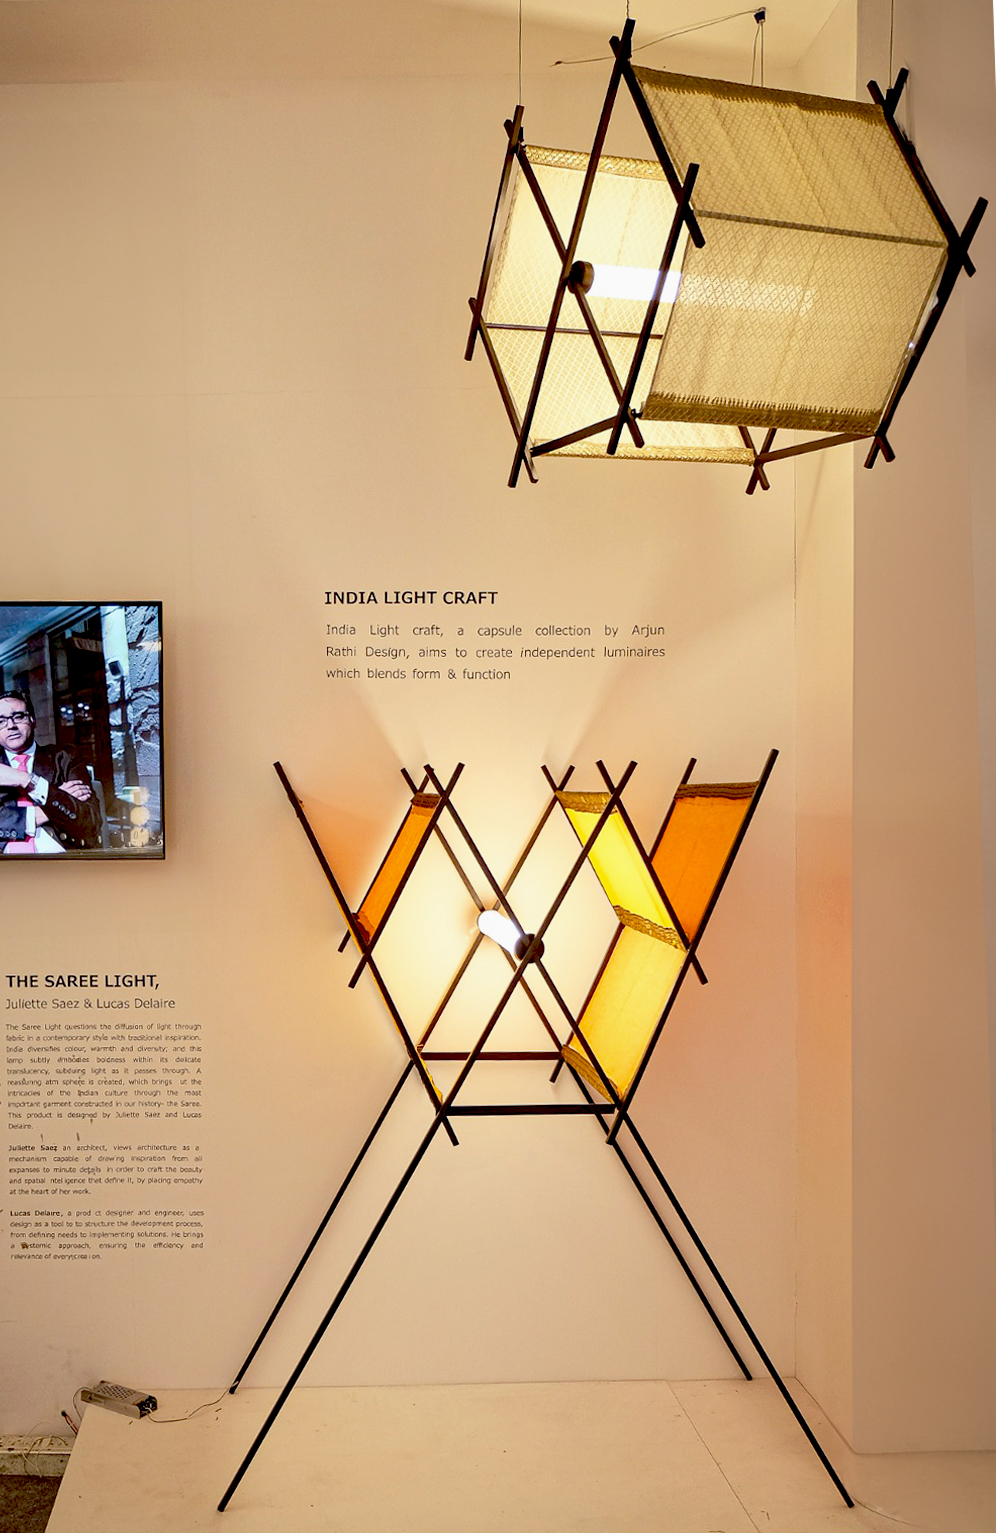 INDIA LIGHT CRAFT
India Light craft, a capsule collection by Arjun
Rathi Design, aims to create independent luminaires
which blends form & function
THE SAREE LIGHT,
Juliette Saez & Lucas Delaire
The Saree Light questions the diffusion of light through
fabric in a contemporary style with traditional inspiration.
India diversifies colour, warmth and diversity; and this
lamp subtly embodies boldness within its delicate
translucency, subduing light as it passes through. A
reassuring atm sphere is created, which brings ut the
intricacies of the Indian culture through the most
important garment constructed in our history- the Saree.
This product is designed by Juliette Saez and Lucas
Delaire.
Juliette Saez an architect, views architecture as a
mechanism capable of drawing inspiration from all
expanses to minute details in order to craft the beauty
and spatial ntel igence that define it, by placing empathy
at the heart of her work.
Lucas Delaire, a prod ct designer and engineer, uses
design as a tool to to structure the development process,
from defining needs to implementing solutions. He brings
a systemic approach, ensuring the efficiency and
relevance of every creation.